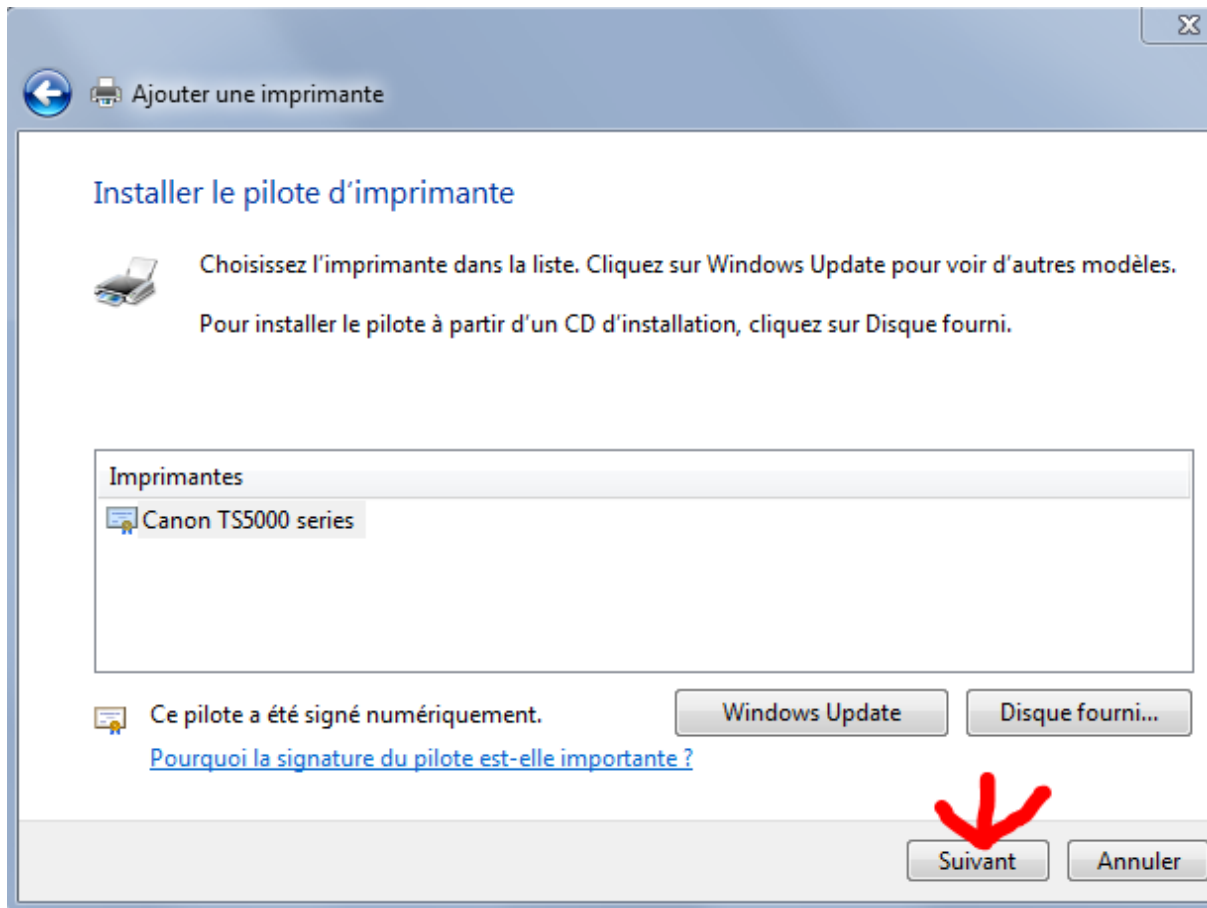 Ajouter une imprimante
Installer le pilote d'imprimante
Choisissez l'imprimante dans la liste. Cliquez sur Windows Update pour voir d'autres modèles.
Pour installer le pilote à partir d'un CD d'installation, cliquez sur Disque fourni.
Imprimantes
Canon TS5000 series
Ce pilote a été signé numériquement.
Windows Update
Disque fourni...
Pourquoi la signature du pilote est-elle importante ?
Suivant
Annuler